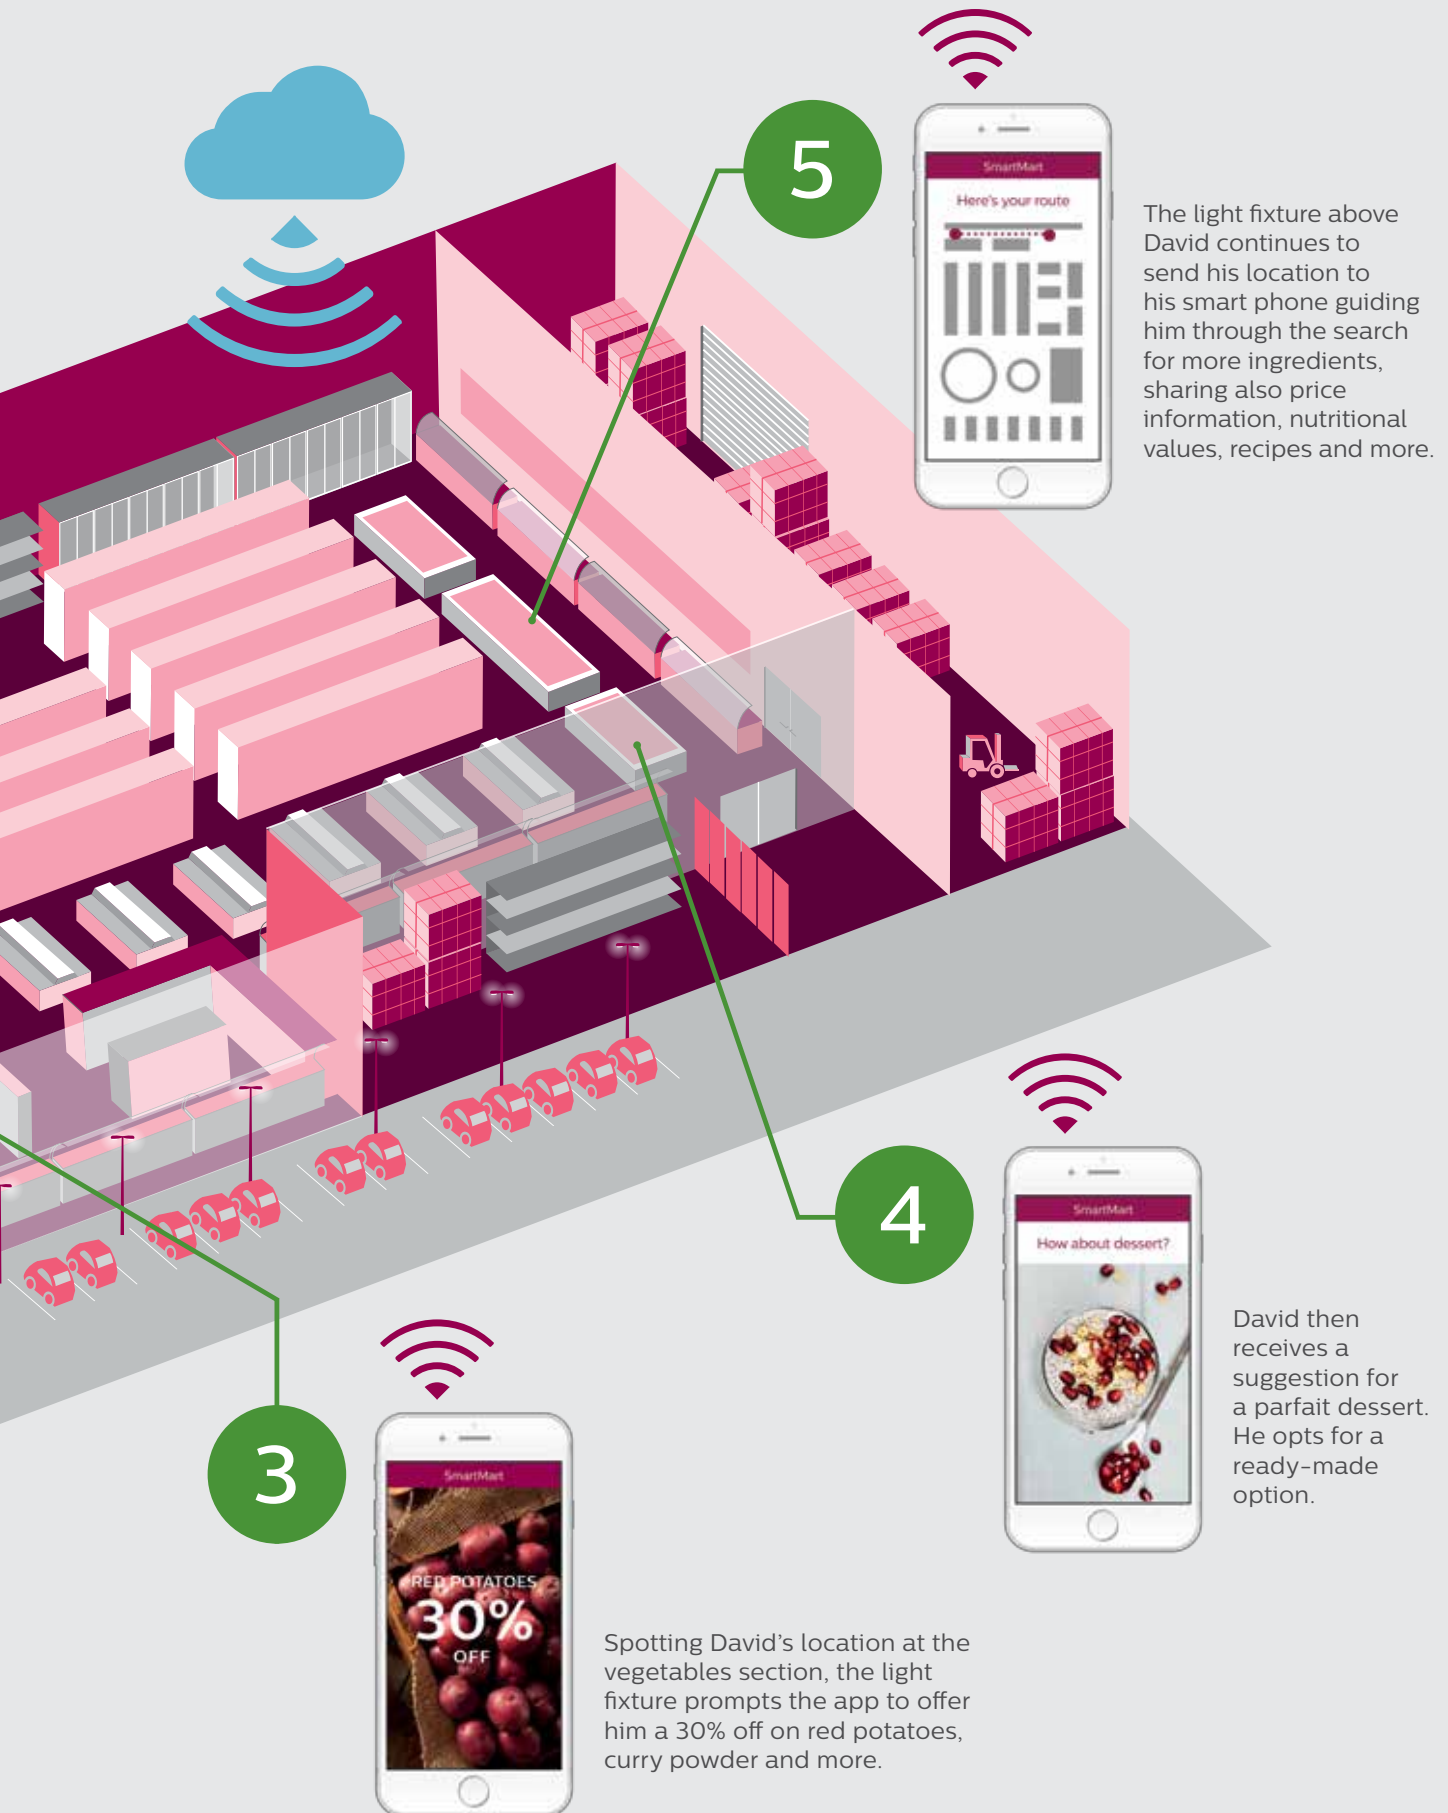 5
SmartMart
Here's your route
The light fixture above
David continues to
send his location to
his smart phone guiding
him through the search
for more ingredients,
sharing also price
information, nutritional
values, recipes and more.
4
SmartMart
How about dessert?
David then
receives a
suggestion for
a parfait dessert.
He opts for a
ready-made
option.
3
SmartMart
RED POTATOES
30%
OFF
Spotting David’s location at the
vegetables section, the light
fixture prompts the app to offer
him a 30% off on red potatoes,
curry powder and more.